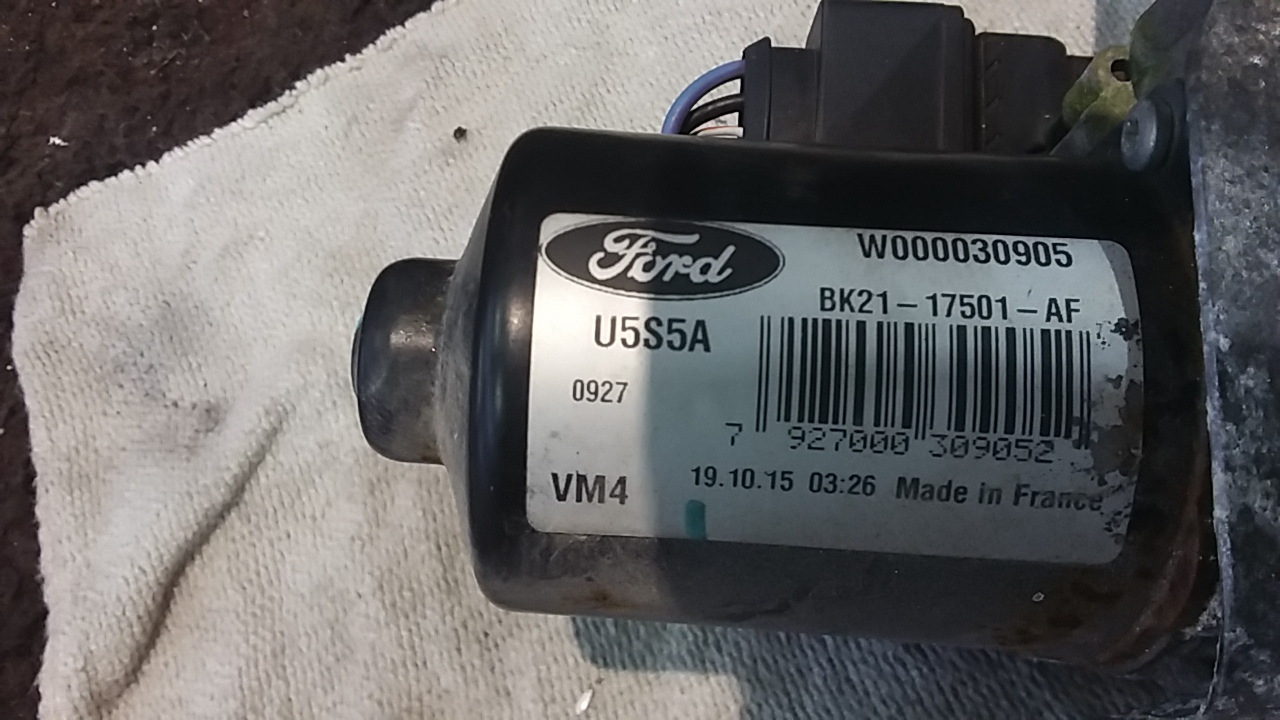 Ford
W000030905
BK21-17501-AF
U5S5A
0927
7 927000 309052
VM4
19.10.15 03:26 Made in France